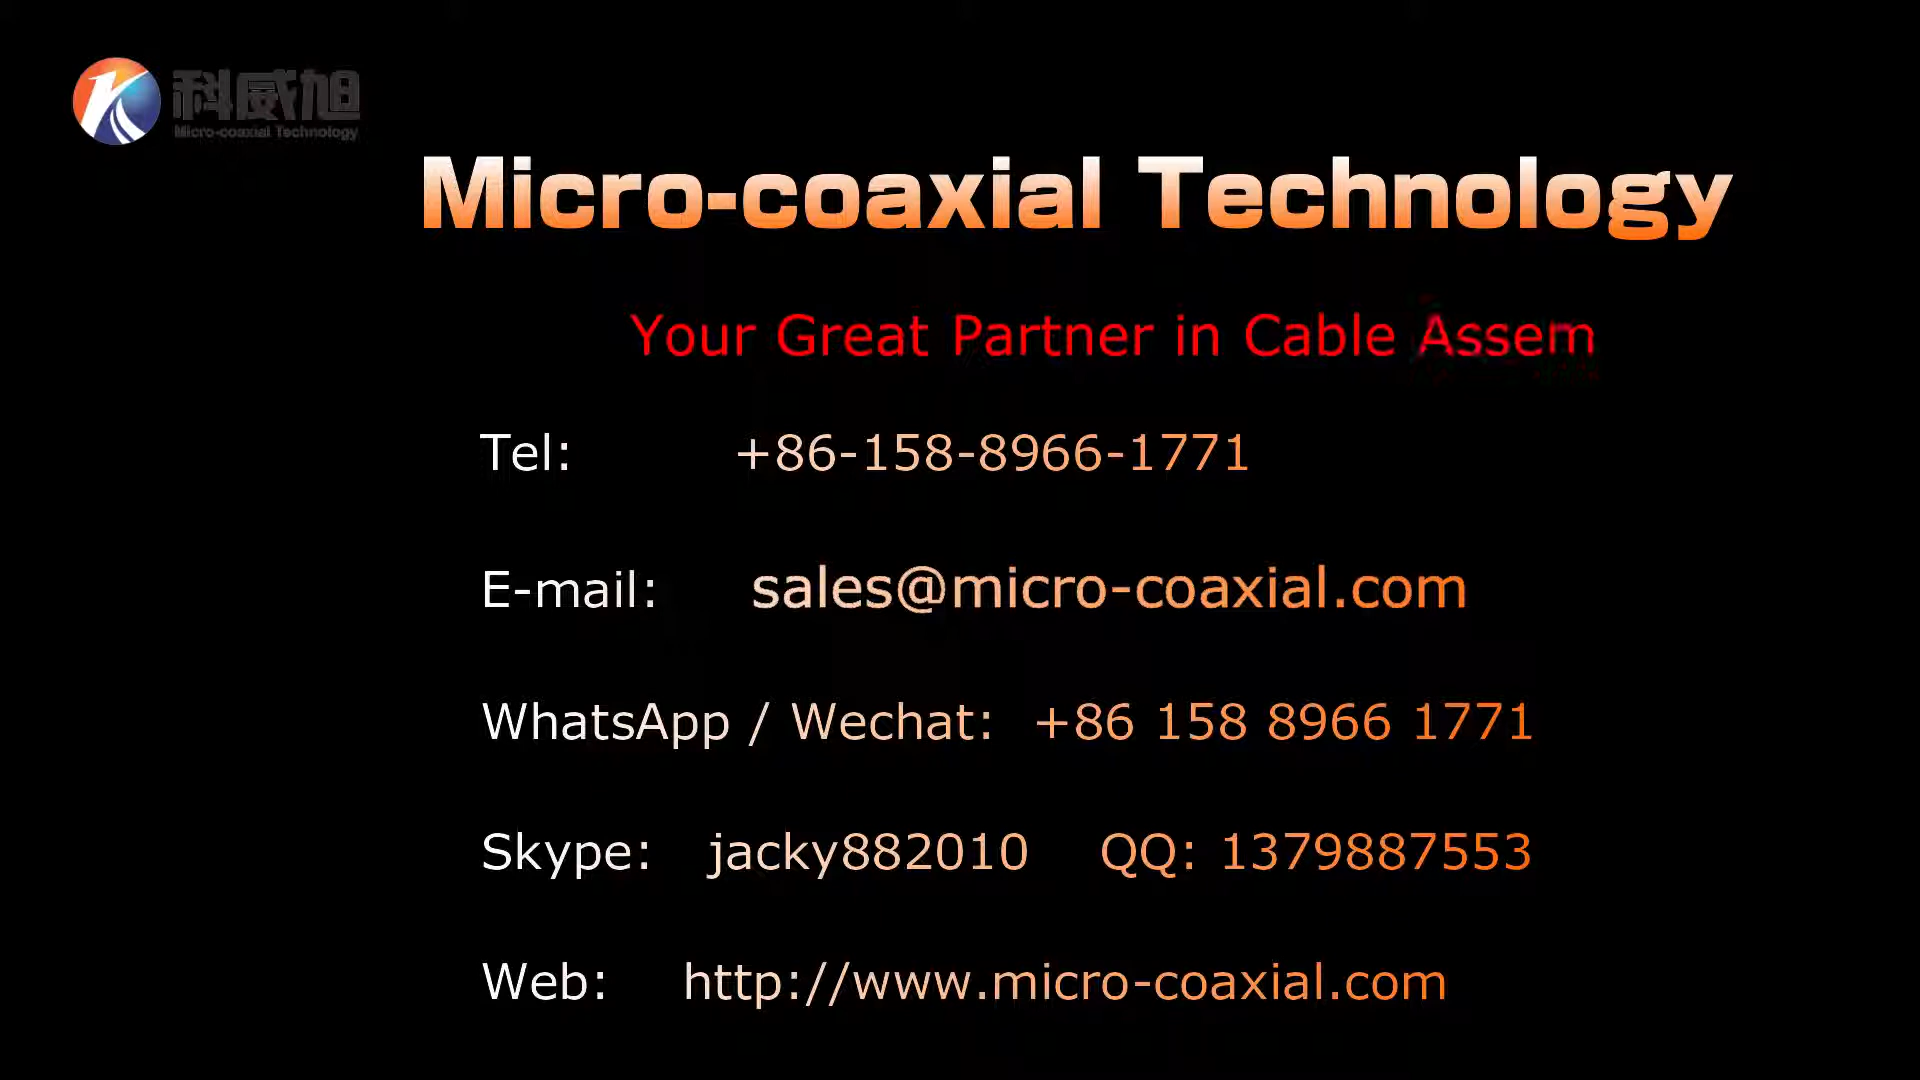 科威旭
Micro-coaxial Technology
Micro-coaxial Technology
Your Great Partner in Cable Assem
Tel: +86-158-8966-1771
E-mail: sales@micro-coaxial.com
WhatsApp / Wechat: +86 158 8966 1771
Skype: jacky882010 QQ: 1379887553
Web: http://www.micro-coaxial.com